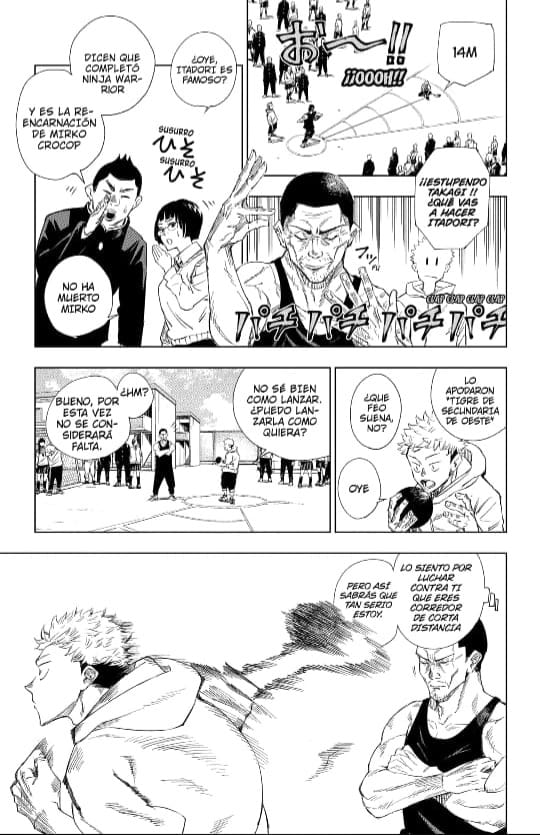 14M
お〜!!
¡¡OOOH!!
¿OYE,
ITADORI ES
FAMOSO?
DICEN QUE
COMPLETÓ
NINJA WAR-
RIOR
Y ES LA RE-
ENCARNACIÓN
DE MIRKO
CROCOP
SUSURRO
ひそ
SUSURRO
ひそ
NO HA
MUERTO
MIRKO
¡¡ESTUPENDO
TAKAGI !!
¿QUÉ VAS
A HACER
ITADORI?
フッ
CLAP CLAP CLAP CLAP
パチパチパチパチ
LO
APODARON
"TIGRE DE
SECUNDARIA
DE OESTE"
¿QUE
FEO
SUENA,
NO?
OYE
NO SÉ BIEN
COMO LANZAR.
¿PUEDO LAN-
ZARLA COMO
QUIERA?
¿HM?
BUENO, POR
ESTA VEZ
NO SE CON-
SIDERARÁ
FALTA.
LO SIENTO POR
LUCHAR
CONTRA TI
QUE ERES
CORREDOR
DE CORTA
DISTANCIA
PERO ASÍ
SABRÁS QUE
TAN SERIO
ESTOY.